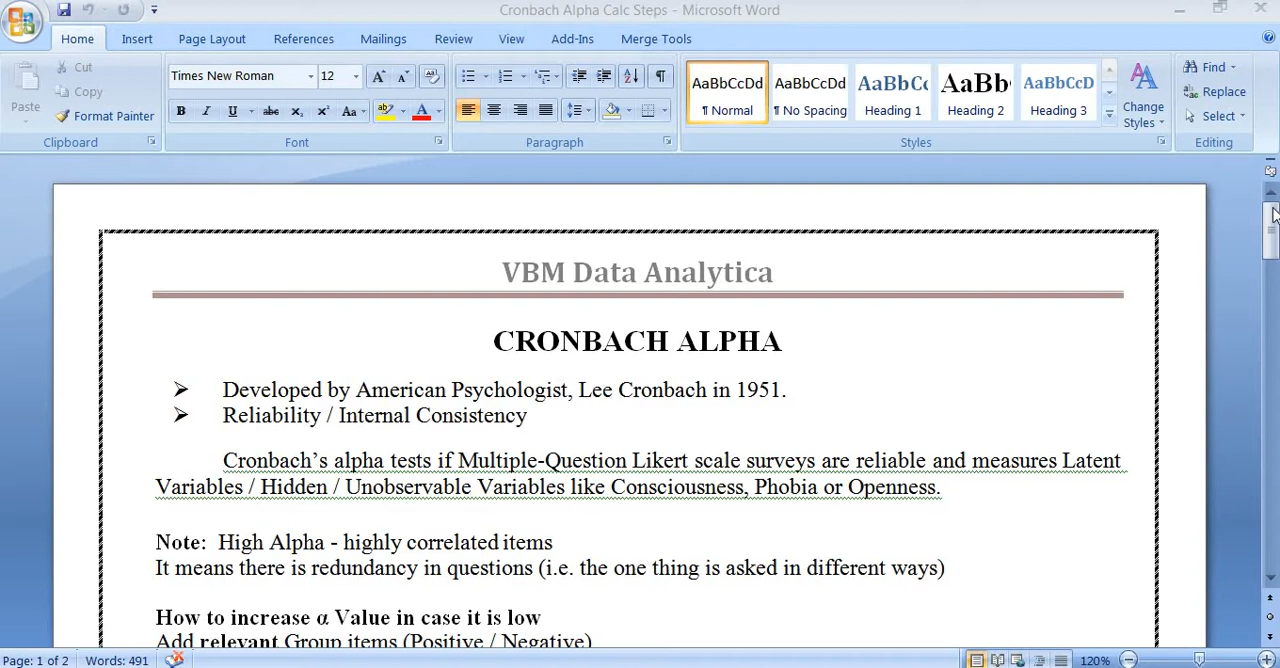 Cronbach Alpha Calc Steps - Microsoft Word
Home Insert Page Layout References Mailings Review View Add-Ins Merge Tools
Paste
Cut
Copy
Format Painter
Clipboard
Times New Roman 12
Font
Paragraph
AaBbCcDd AaBbCcDd AaBbCc AaBb AaBbCcD
¶ Normal ¶ No Spacing Heading 1 Heading 2 Heading 3
Change Styles
Styles
Find
Replace
Select
Editing
VBM Data Analytica
CRONBACH ALPHA
➢ Developed by American Psychologist, Lee Cronbach in 1951.
➢ Reliability / Internal Consistency
Cronbach’s alpha tests if Multiple-Question Likert scale surveys are reliable and measures Latent
Variables / Hidden / Unobservable Variables like Consciousness, Phobia or Openness.
Note: High Alpha - highly correlated items
It means there is redundancy in questions (i.e. the one thing is asked in different ways)
How to increase α Value in case it is low
Add relevant Group items (Positive / Negative)
Page: 1 of 2 Words: 491 120%